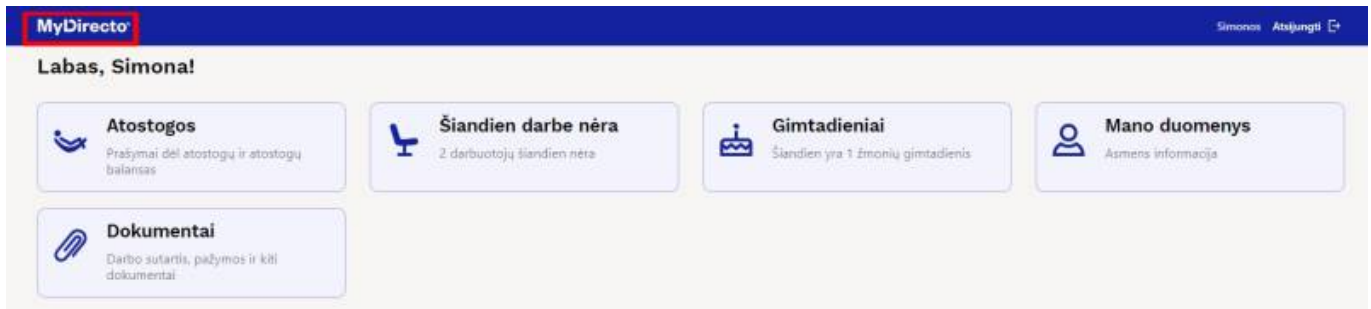 MyDirecto
Simonos Atsijungti
Labas, Simona!
Atostogos
Prašymai dėl atostogų ir atostogų
balansas
Šiandien darbe nėra
2 darbuotojų šiandien nėra
Gimtadieniai
Šiandien yra 1 žmonių gimtadienis
Mano duomenys
Asmens informacija
Dokumentai
Darbo sutartis, pažymos ir kiti
dokumentai